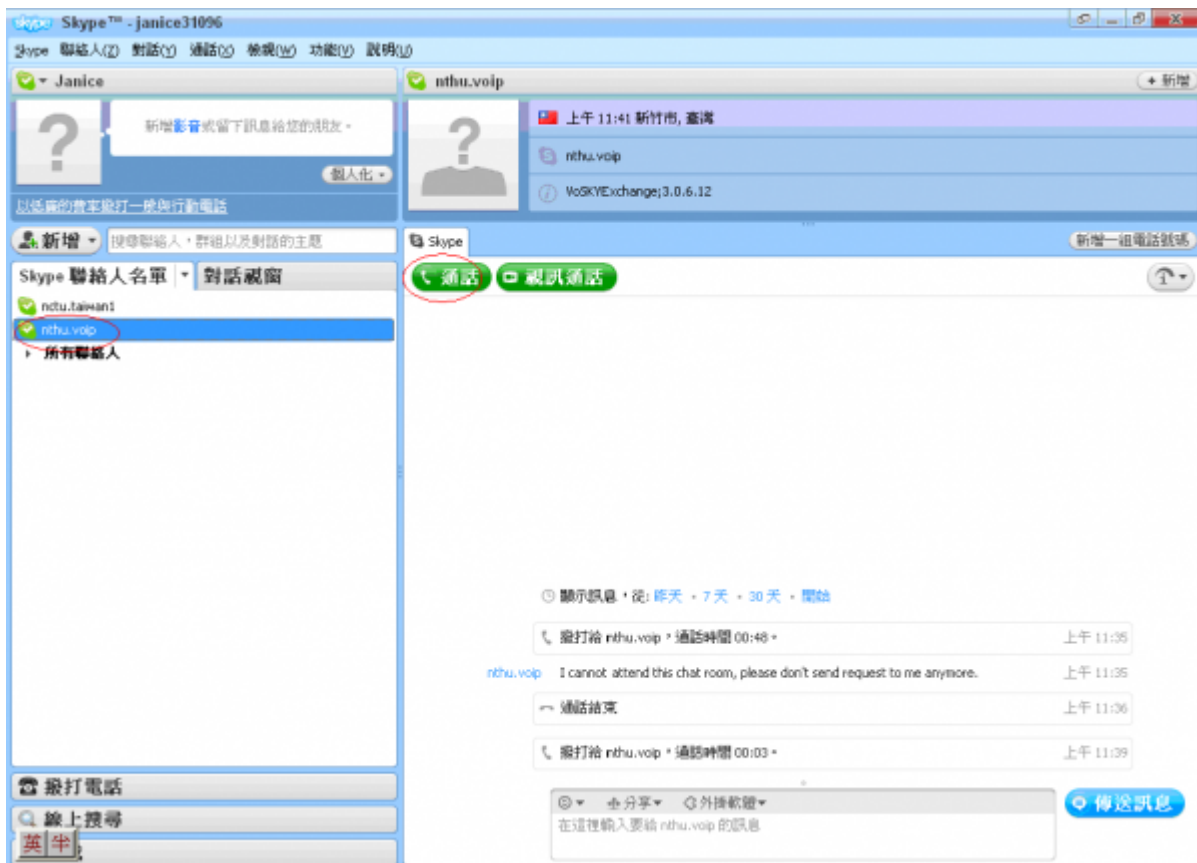 Skype Skype™ - janice31096
Skype 聯絡人(Z) 對話(Y) 通話(X) 檢視(W) 功能(V) 說明(U)
Janice
新增影音或留下訊息給您的朋友。
個人化
以低廉的費率撥打一般與行動電話
新增 搜尋聯絡人，群組以及對話的主題
Skype 聯絡人名單 對話視窗
nctu.taiwan1
nthu.voip
所有聯絡人
撥打電話
線上搜尋
英 半
nthu.voip + 新增
上午 11:41 新竹市, 臺灣
nthu.voip
VoSKYExchange;3.0.6.12
Skype 新增一組電話號碼
通話 視訊通話
顯示訊息，從: 昨天 • 7 天 • 30 天 • 開始
撥打給 nthu.voip，通話時間 00:48。 上午 11:35
nthu.voip I cannot attend this chat room, please don't send request to me anymore. 上午 11:35
通話結束 上午 11:36
撥打給 nthu.voip，通話時間 00:03。 上午 11:39
分享 外掛軟體
在這裡輸入要給 nthu.voip 的訊息
傳送訊息